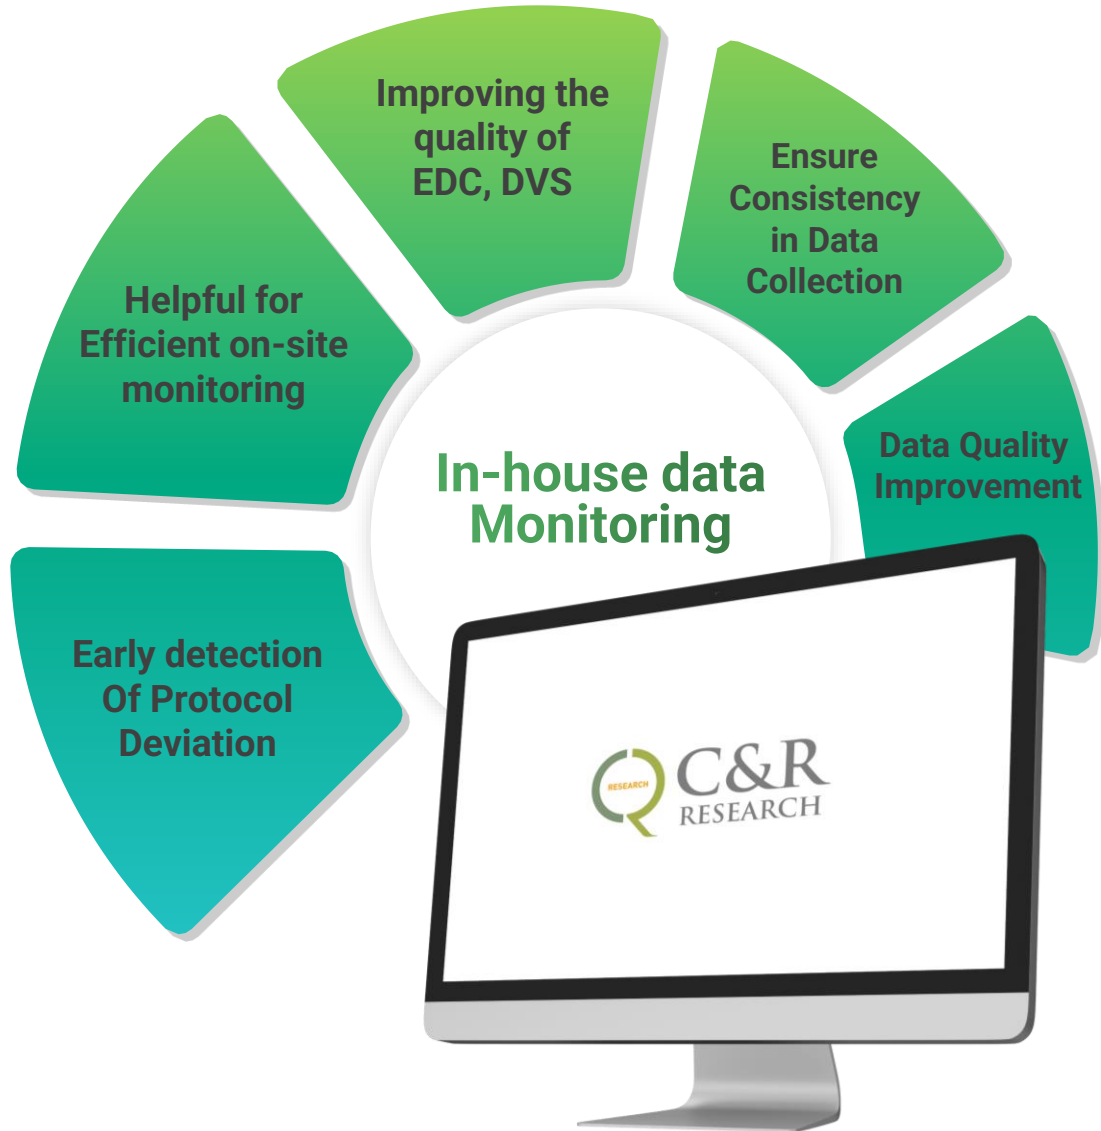 Improving the
quality of
EDC, DVS
Ensure
Consistency
in Data
Collection
Helpful for
Efficient on-site
monitoring
Data Quality
Improvement
In-house data
Monitoring
Early detection
Of Protocol
Deviation
RESEARCH
C&R
RESEARCH